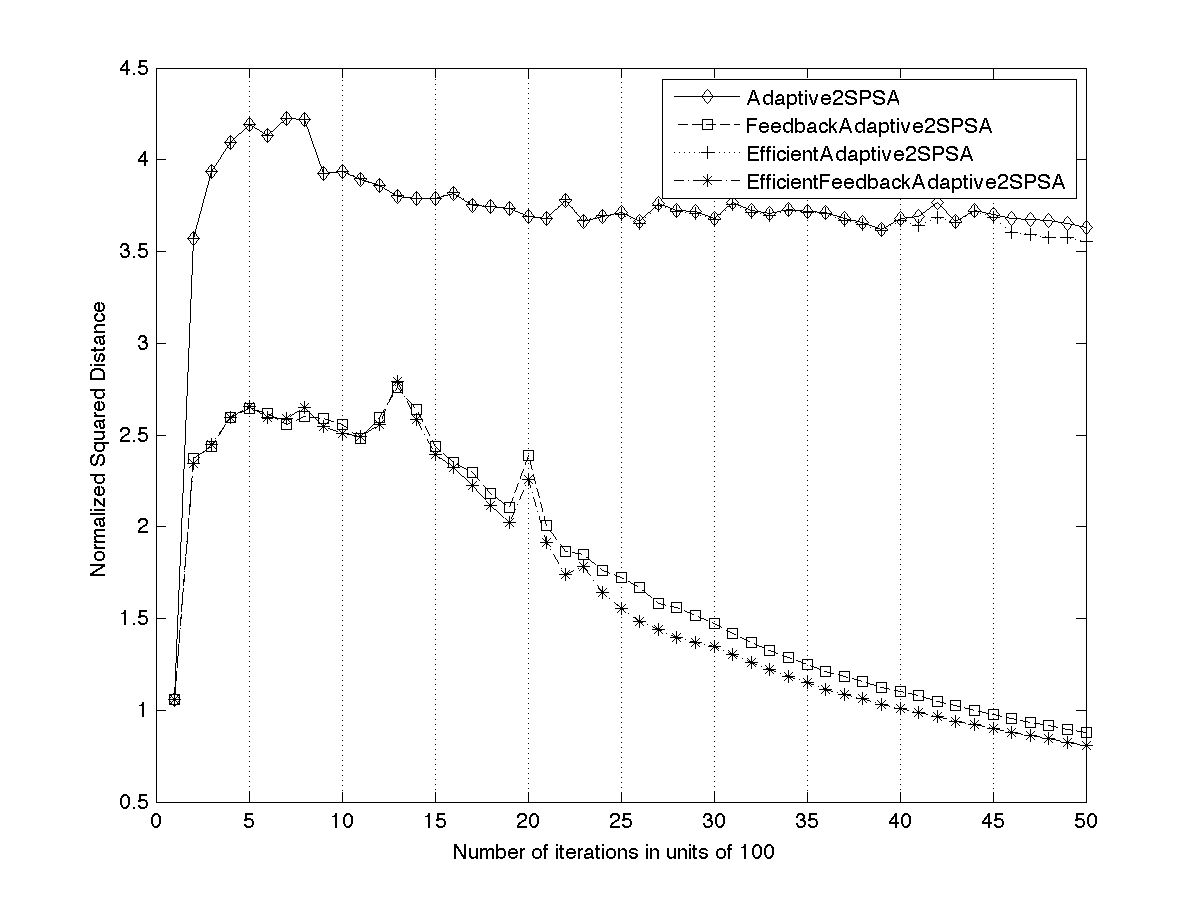 4.5
4
3.5
3
2.5
2
1.5
1
0.5
Normalized Squared Distance
Adaptive2SPSA
FeedbackAdaptive2SPSA
EfficientAdaptive2SPSA
EfficientFeedbackAdaptive2SPSA
0 5 10 15 20 25 30 35 40 45 50
Number of iterations in units of 100